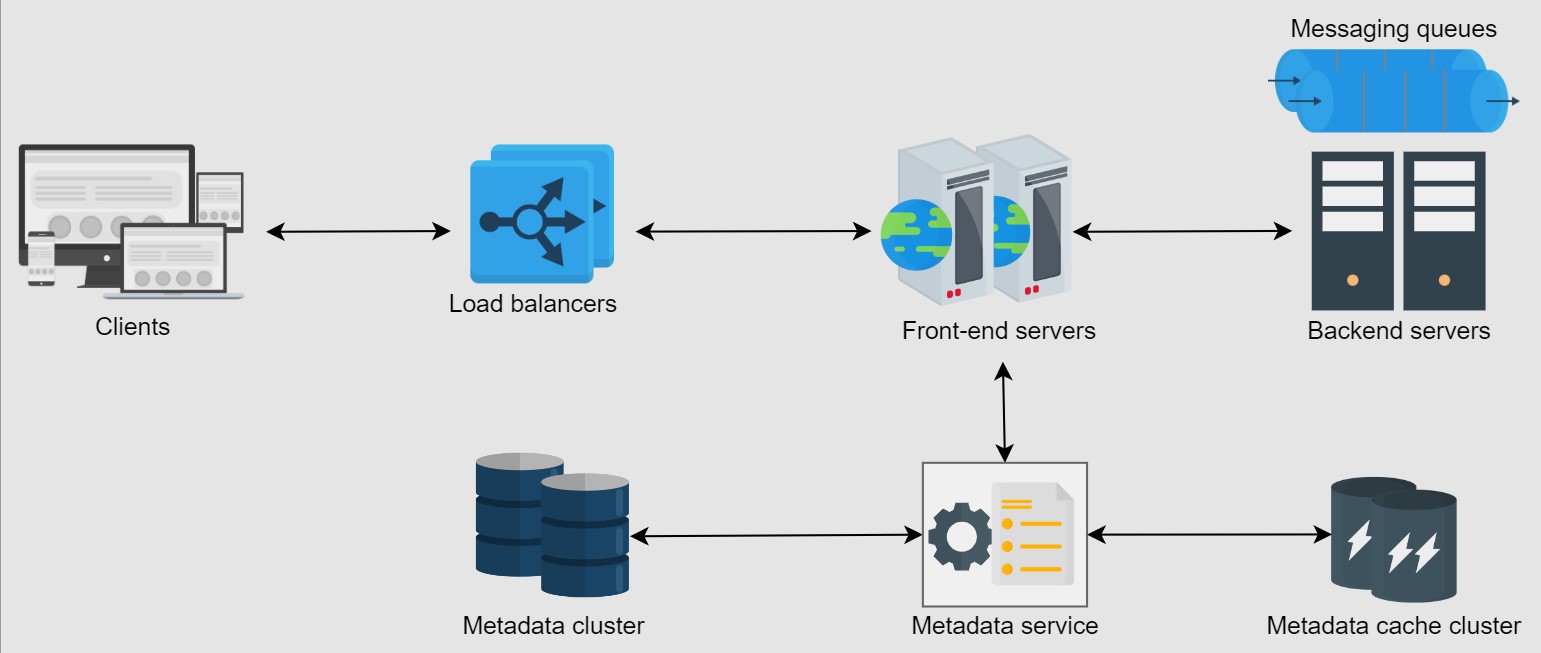 Messaging queues
Clients
Load balancers
Front-end servers
Backend servers
Metadata cluster
Metadata service
Metadata cache cluster